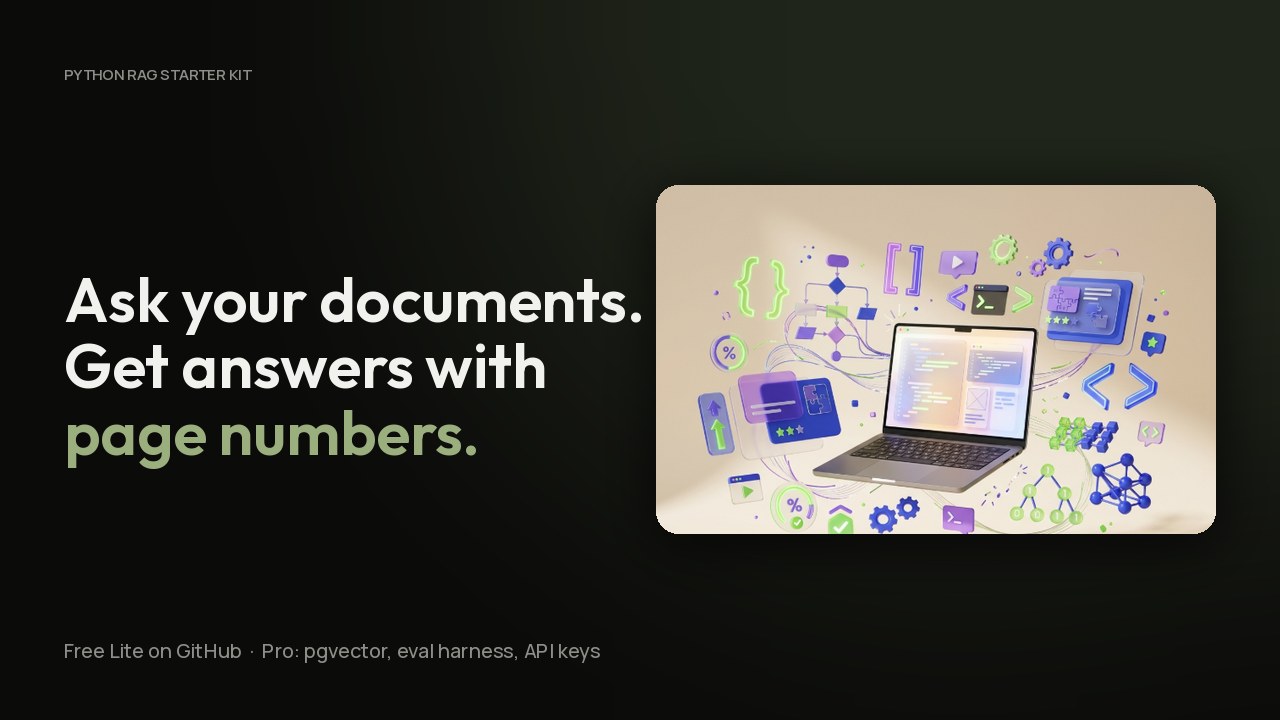 PYTHON RAG STARTER KIT
Ask your documents.
Get answers with
page numbers.
Free Lite on GitHub · Pro: pgvector, eval harness, API keys